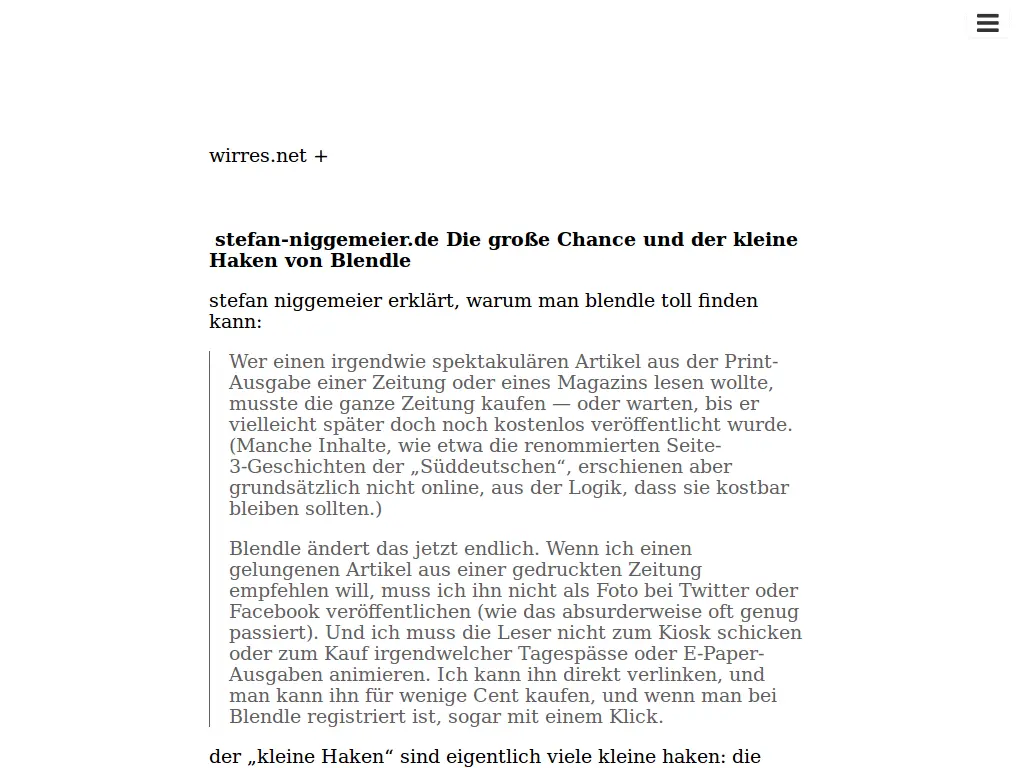 wirres.net +
stefan-niggemeier.de Die große Chance und der kleine
Haken von Blendle
stefan niggemeier erklärt, warum man blendle toll finden
kann:
Wer einen irgendwie spektakulären Artikel aus der Print-
Ausgabe einer Zeitung oder eines Magazins lesen wollte,
musste die ganze Zeitung kaufen — oder warten, bis er
vielleicht später doch noch kostenlos veröffentlicht wurde.
(Manche Inhalte, wie etwa die renommierten Seite-
3-Geschichten der „Süddeutschen“, erschienen aber
grundsätzlich nicht online, aus der Logik, dass sie kostbar
bleiben sollten.)
Blendle ändert das jetzt endlich. Wenn ich einen
gelungenen Artikel aus einer gedruckten Zeitung
empfehlen will, muss ich ihn nicht als Foto bei Twitter oder
Facebook veröffentlichen (wie das absurderweise oft genug
passiert). Und ich muss die Leser nicht zum Kiosk schicken
oder zum Kauf irgendwelcher Tagespässe oder E-Paper-
Ausgaben animieren. Ich kann ihn direkt verlinken, und
man kann ihn für wenige Cent kaufen, und wenn man bei
Blendle registriert ist, sogar mit einem Klick.
der „kleine Haken“ sind eigentlich viele kleine haken: die